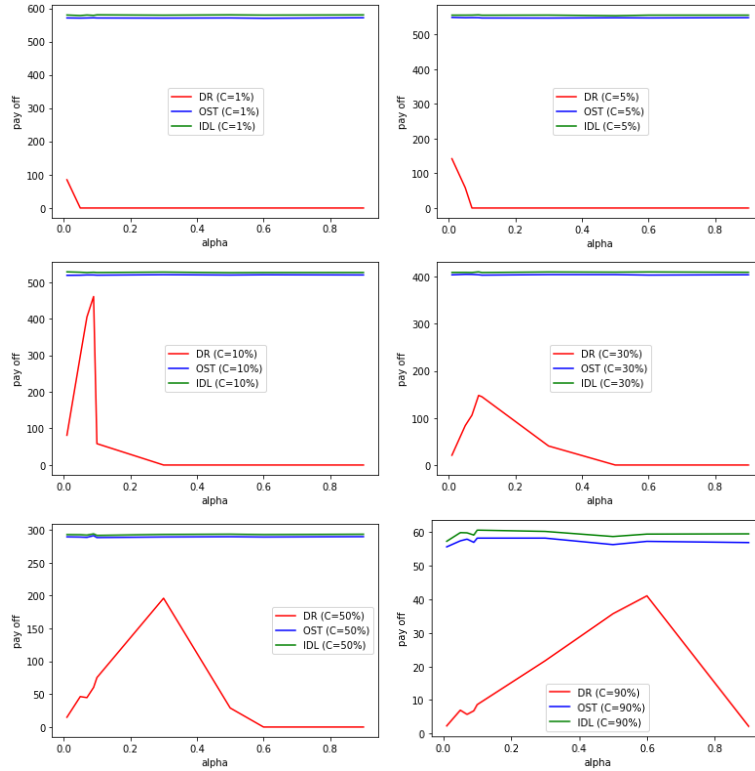 600
500
400
300
200
100
0
pay off
DR (C=1%)
OST (C=1%)
IDL (C=1%)
0.0 0.2 0.4 0.6 0.8
alpha
500
400
300
200
100
0
pay off
DR (C=5%)
OST (C=5%)
IDL (C=5%)
0.0 0.2 0.4 0.6 0.8
alpha
500
400
300
200
100
0
pay off
DR (C=10%)
OST (C=10%)
IDL (C=10%)
0.0 0.2 0.4 0.6 0.8
alpha
400
300
200
100
0
pay off
DR (C=30%)
OST (C=30%)
IDL (C=30%)
0.0 0.2 0.4 0.6 0.8
alpha
300
250
200
150
100
50
0
pay off
DR (C=50%)
OST (C=50%)
IDL (C=50%)
0.0 0.2 0.4 0.6 0.8
alpha
60
50
40
30
20
10
0
pay off
DR (C=90%)
OST (C=90%)
IDL (C=90%)
0.0 0.2 0.4 0.6 0.8
alpha